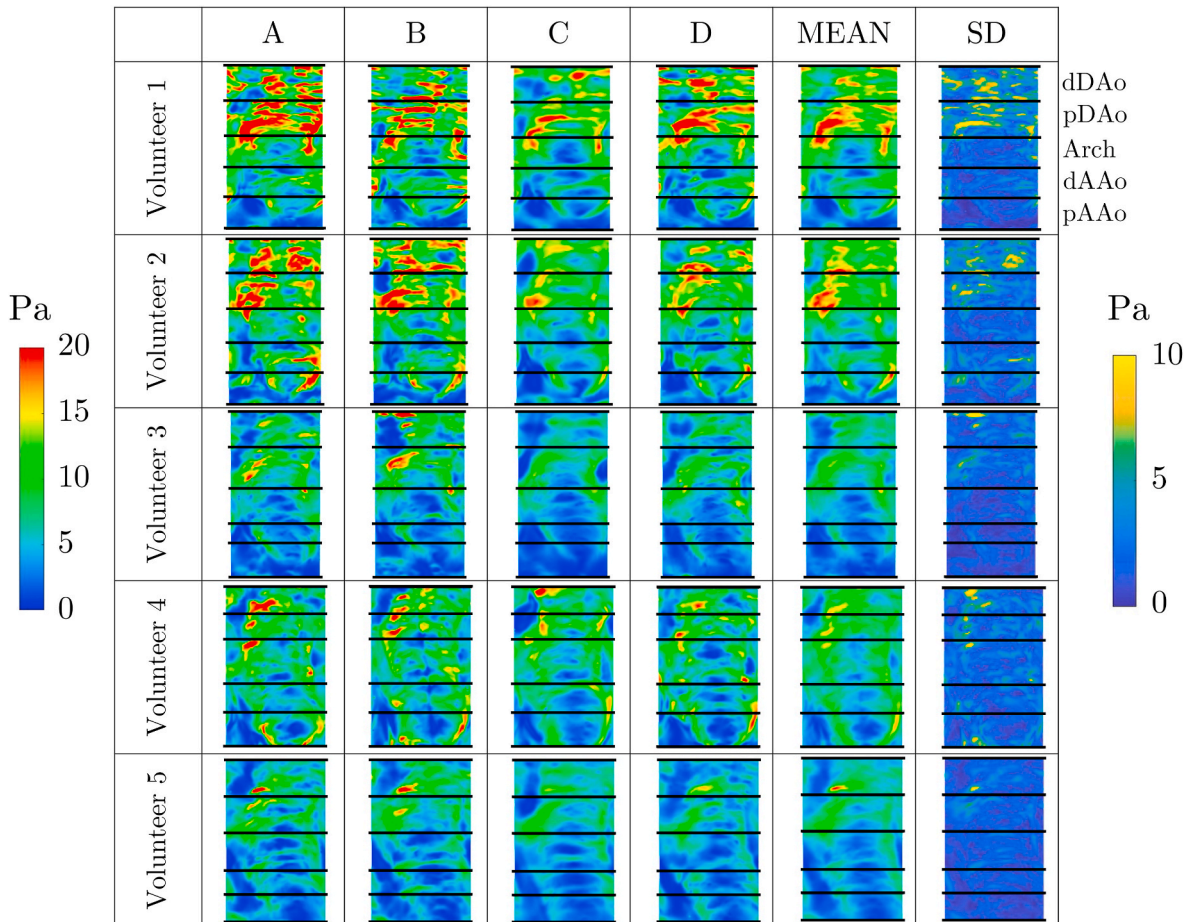 A B C D MEAN SD
Volunteer 1
dDAo
pDAo
Arch
dAAo
pAAo
Volunteer 2
Volunteer 3
Volunteer 4
Volunteer 5
Pa
20
15
10
5
0
Pa
10
5
0